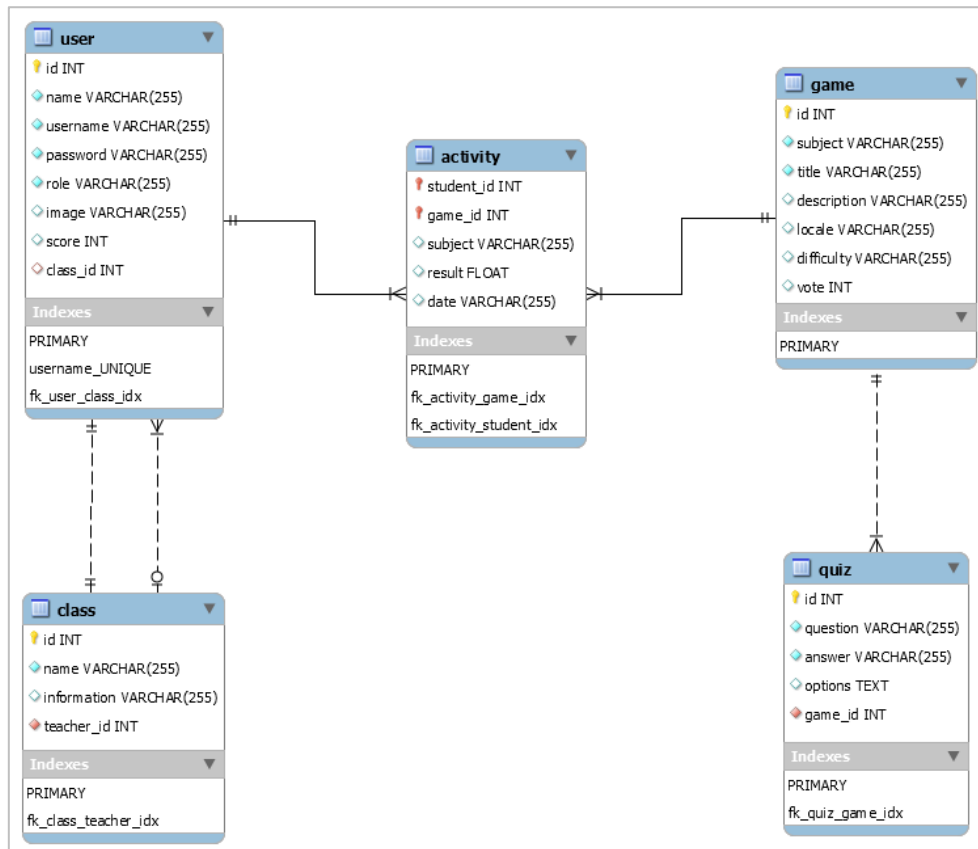 user
id INT
name VARCHAR(255)
username VARCHAR(255)
password VARCHAR(255)
role VARCHAR(255)
image VARCHAR(255)
score INT
class_id INT
Indexes
PRIMARY
username_UNIQUE
fk_user_class_idx
activity
student_id INT
game_id INT
subject VARCHAR(255)
result FLOAT
date VARCHAR(255)
Indexes
PRIMARY
fk_activity_game_idx
fk_activity_student_idx
game
id INT
subject VARCHAR(255)
title VARCHAR(255)
description VARCHAR(255)
locale VARCHAR(255)
difficulty VARCHAR(255)
vote INT
Indexes
PRIMARY
class
id INT
name VARCHAR(255)
information VARCHAR(255)
teacher_id INT
Indexes
PRIMARY
fk_class_teacher_idx
quiz
id INT
question VARCHAR(255)
answer VARCHAR(255)
options TEXT
game_id INT
Indexes
PRIMARY
fk_quiz_game_idx